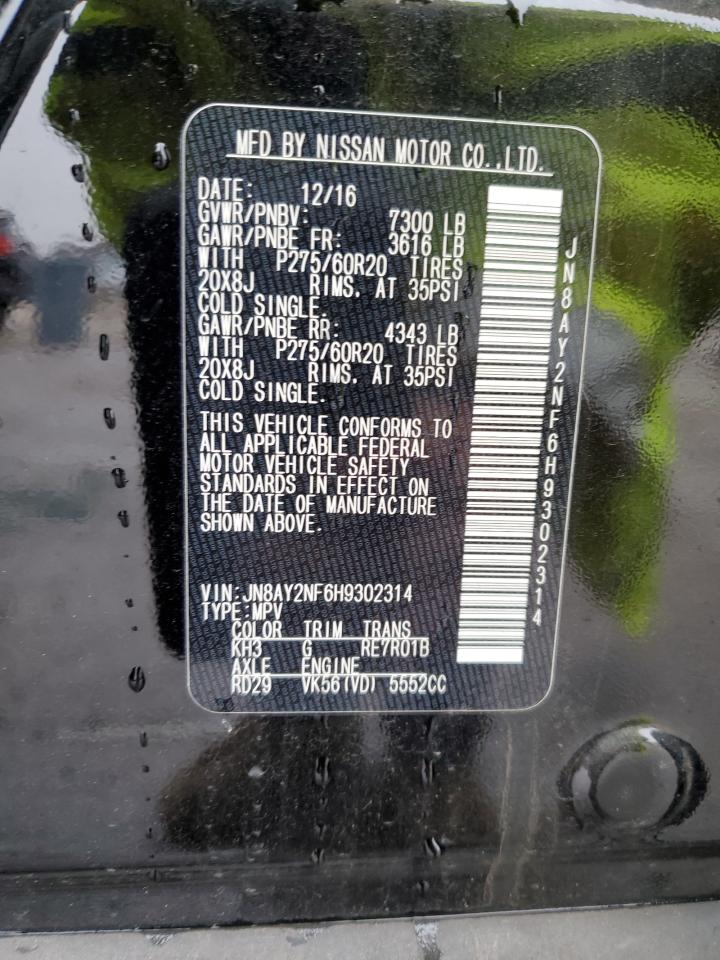 MFD BY NISSAN MOTOR CO.,LTD.
DATE: 12/16
GVWR/PNBV: 7300 LB
GAWR/PNBE FR: 3616 LB
WITH P275/60R20 TIRES
20X8J RIMS, AT 35PSI
COLD SINGLE.
GAWR/PNBE RR: 4343 LB
WITH P275/60R20 TIRES
20X8J RIMS, AT 35PSI
COLD SINGLE.
THIS VEHICLE CONFORMS TO
ALL APPLICABLE FEDERAL
MOTOR VEHICLE SAFETY
STANDARDS IN EFFECT ON
THE DATE OF MANUFACTURE
SHOWN ABOVE.
VIN:JN8AY2NF6H9302314
TYPE:MPV
COLOR TRIM TRANS
KH3 G RE7R01B
AXLE ENGINE
RD29 VK56(VD) 5552CC
JN8AY2NF6H9302314